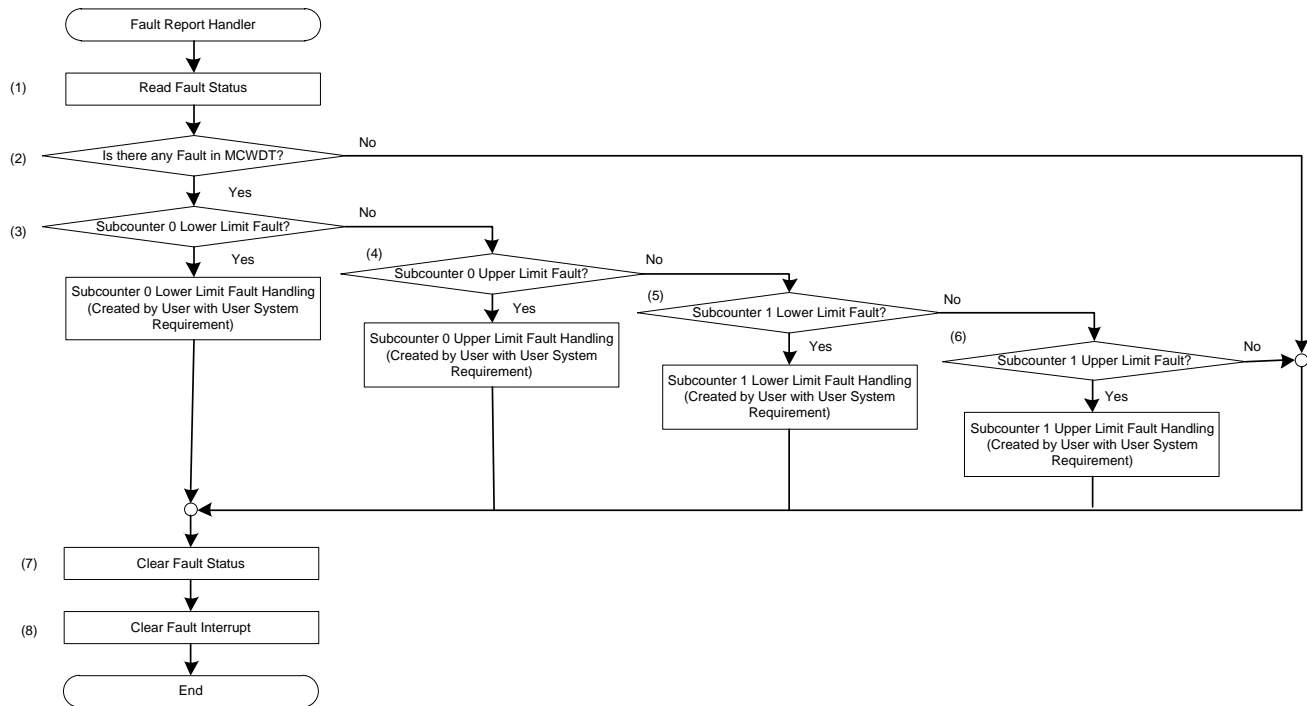 Fault Report Handler
(1)
Read Fault Status
(2)
Is there any Fault in MCWDT?
No
Yes
(3)
Subcounter 0 Lower Limit Fault?
No
Yes
Subcounter 0 Lower Limit Fault Handling
(Created by User with User System
Requirement)
(4)
Subcounter 0 Upper Limit Fault?
No
Yes
Subcounter 0 Upper Limit Fault Handling
(Created by User with User System
Requirement)
(5)
Subcounter 1 Lower Limit Fault?
No
Yes
Subcounter 1 Lower Limit Fault Handling
(Created by User with User System
Requirement)
(6)
Subcounter 1 Upper Limit Fault?
No
Yes
Subcounter 1 Upper Limit Fault Handling
(Created by User with User System
Requirement)
(7)
Clear Fault Status
(8)
Clear Fault Interrupt
End